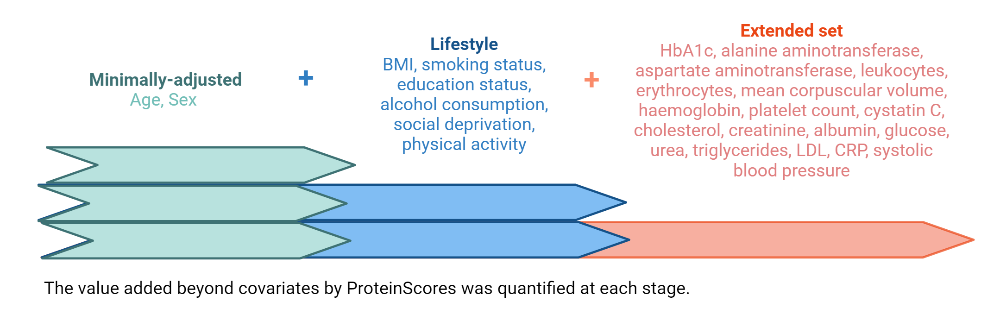 Minimally-adjusted
Age, Sex
+
Lifestyle
BMI, smoking status,
education status,
alcohol consumption,
social deprivation,
physical activity
+
Extended set
HbA1c, alanine aminotransferase,
aspartate aminotransferase, leukocytes,
erythrocytes, mean corpuscular volume,
haemoglobin, platelet count, cystatin C,
cholesterol, creatinine, albumin, glucose,
urea, triglycerides, LDL, CRP, systolic
blood pressure
The value added beyond covariates by ProteinScores was quantified at each stage.